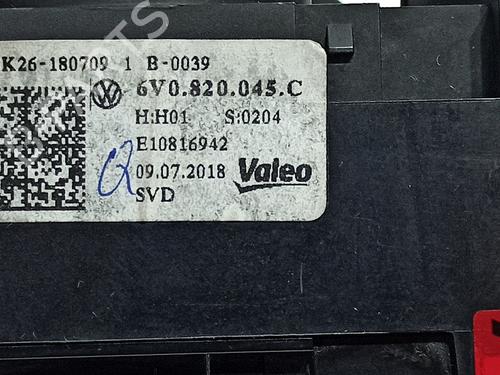 K26-180709 1 B-0039
6V0.820.045.C
H:H01 S:0204
E10816942
09.07.2018 Valeo
SVD